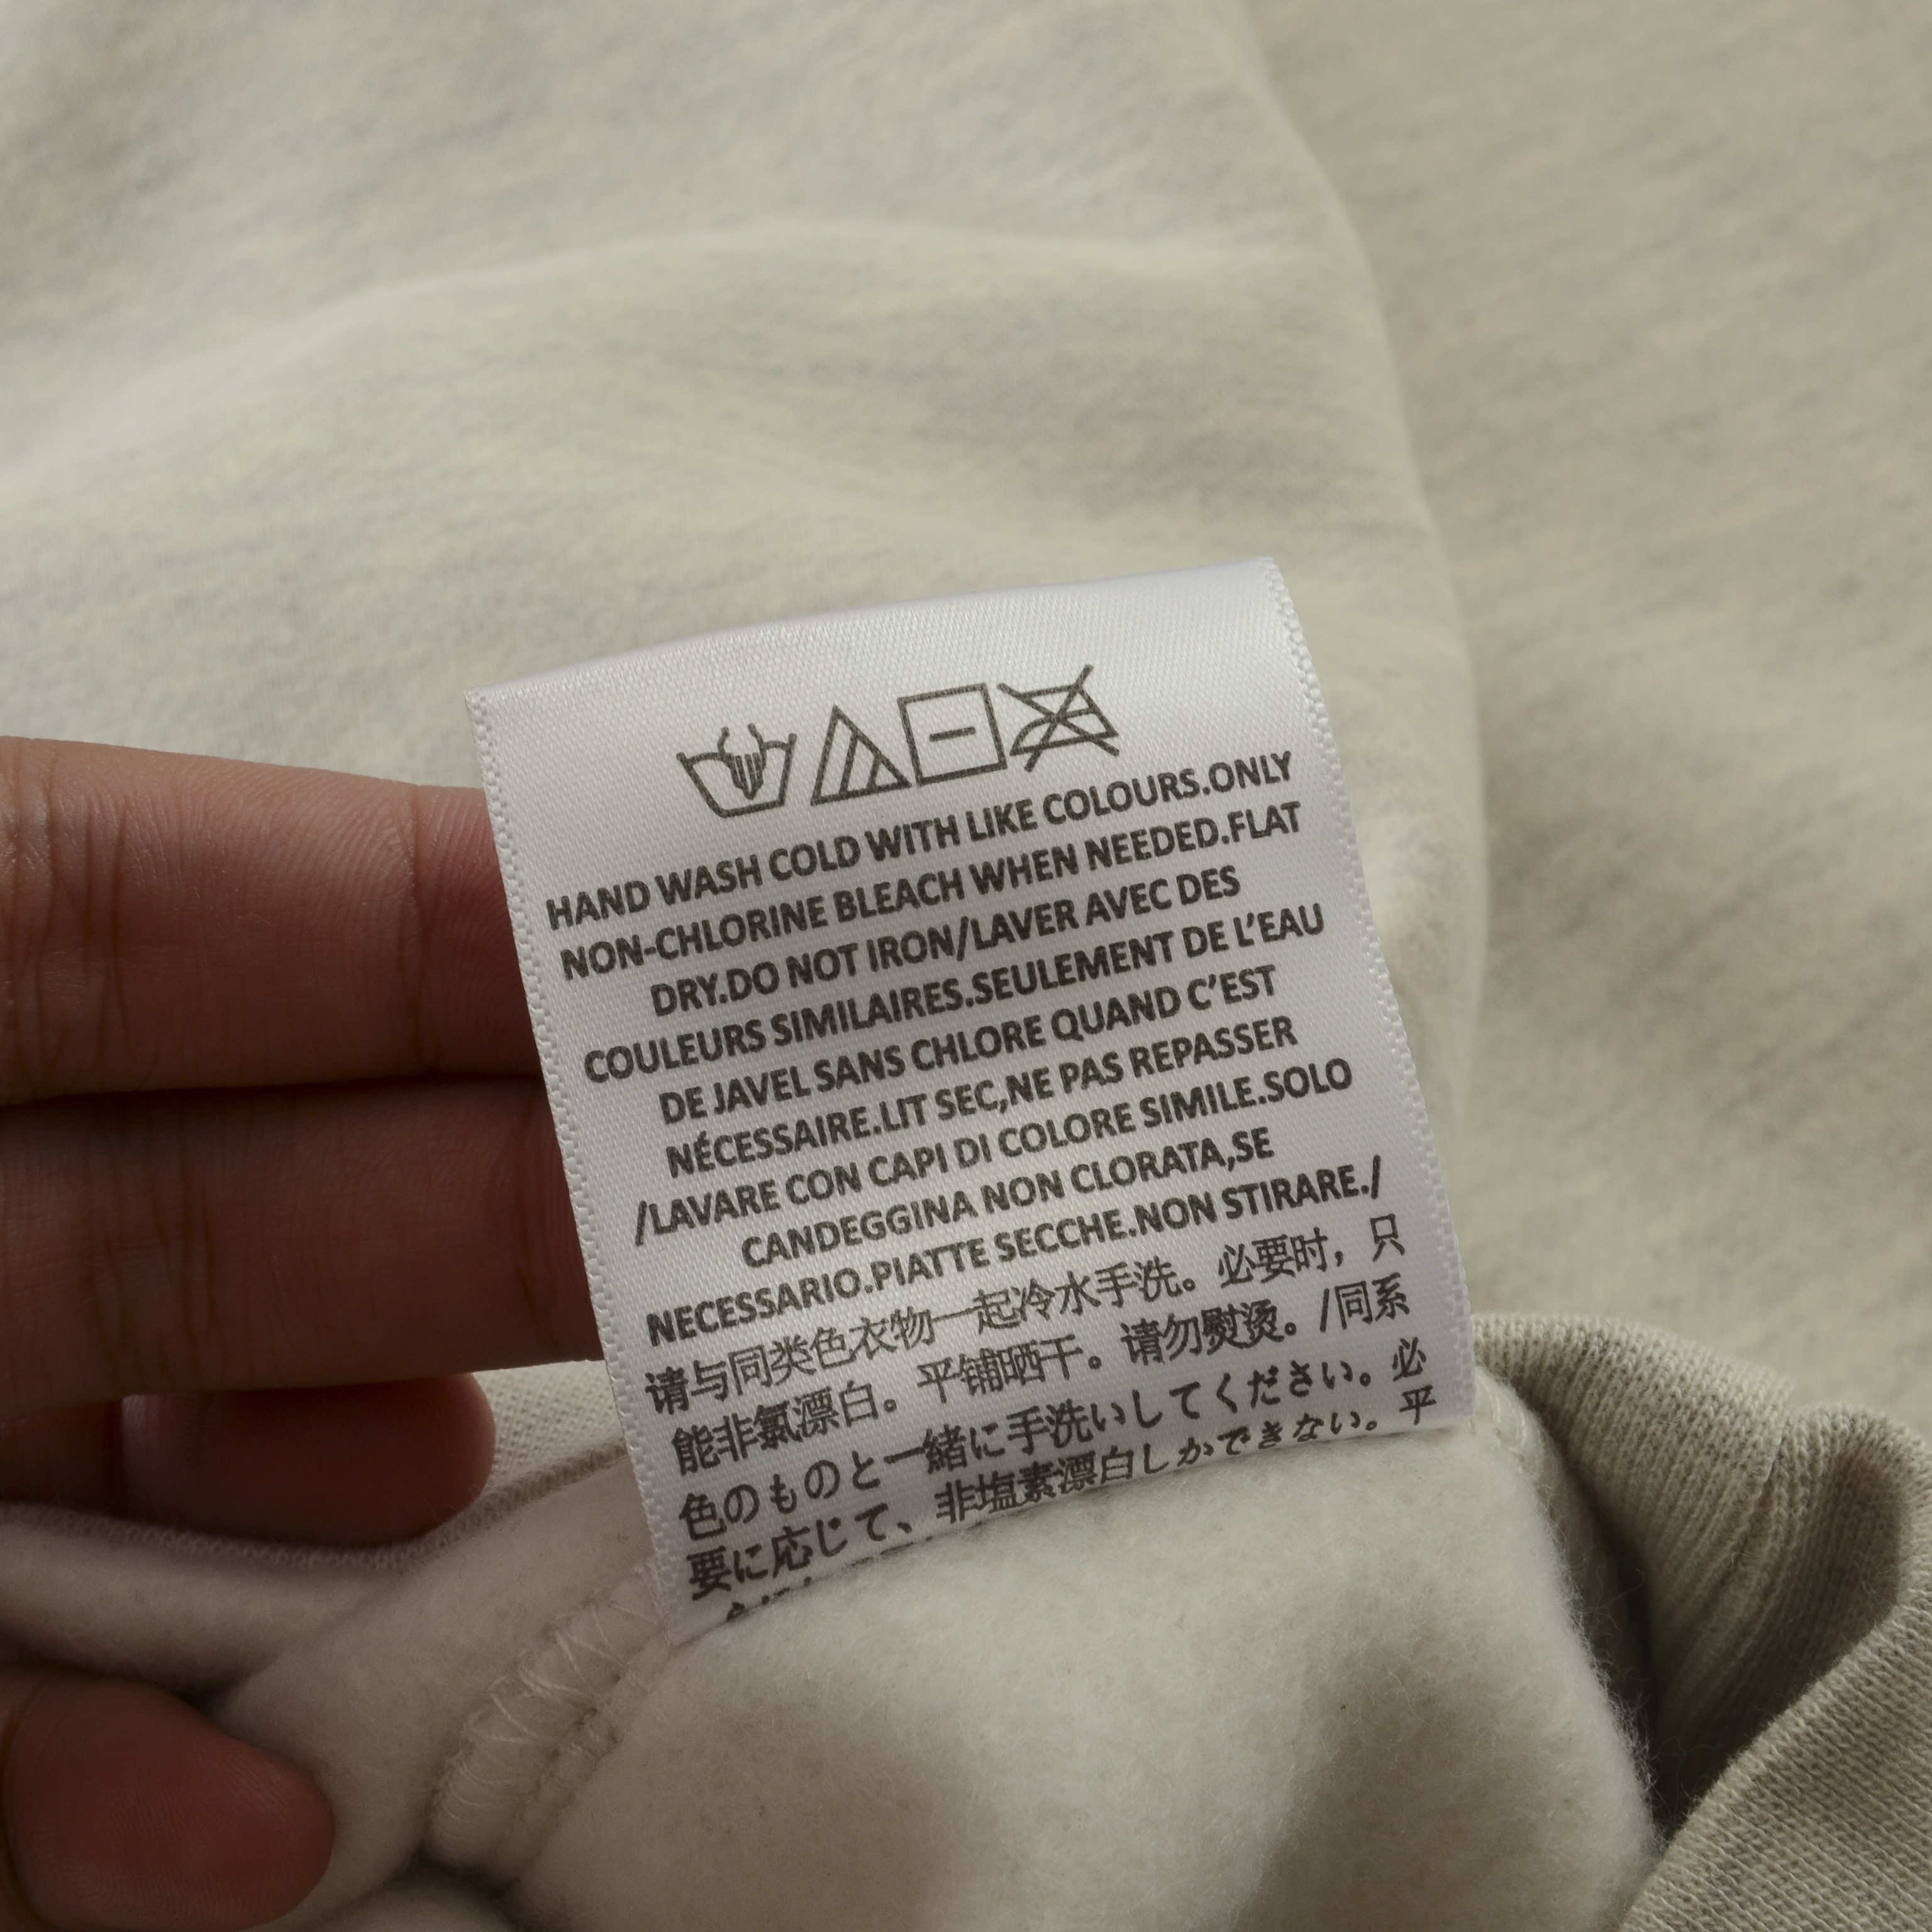 HAND WASH COLD WITH LIKE COLOURS.ONLY
NON-CHLORINE BLEACH WHEN NEEDED.FLAT
DRY.DO NOT IRON/LAVER AVEC DES
COULEURS SIMILAIRES.SEULEMENT DE L'EAU
DE JAVEL SANS CHLORE QUAND C'EST
NÉCESSAIRE.LIT SEC,NE PAS REPASSER
/LAVARE CON CAPI DI COLORE SIMILE.SOLO
CANDEGGINA NON CLORATA,SE
NECESSARIO.PIATTE SECCHE.NON STIRARE./
请与同类色衣物一起冷水手洗。必要时，只
能非氯漂白。平铺晒干。请勿熨烫。/同系
色のものと一緒に手洗いしてください。必
要に応じて、非塩素漂白しかできない。平